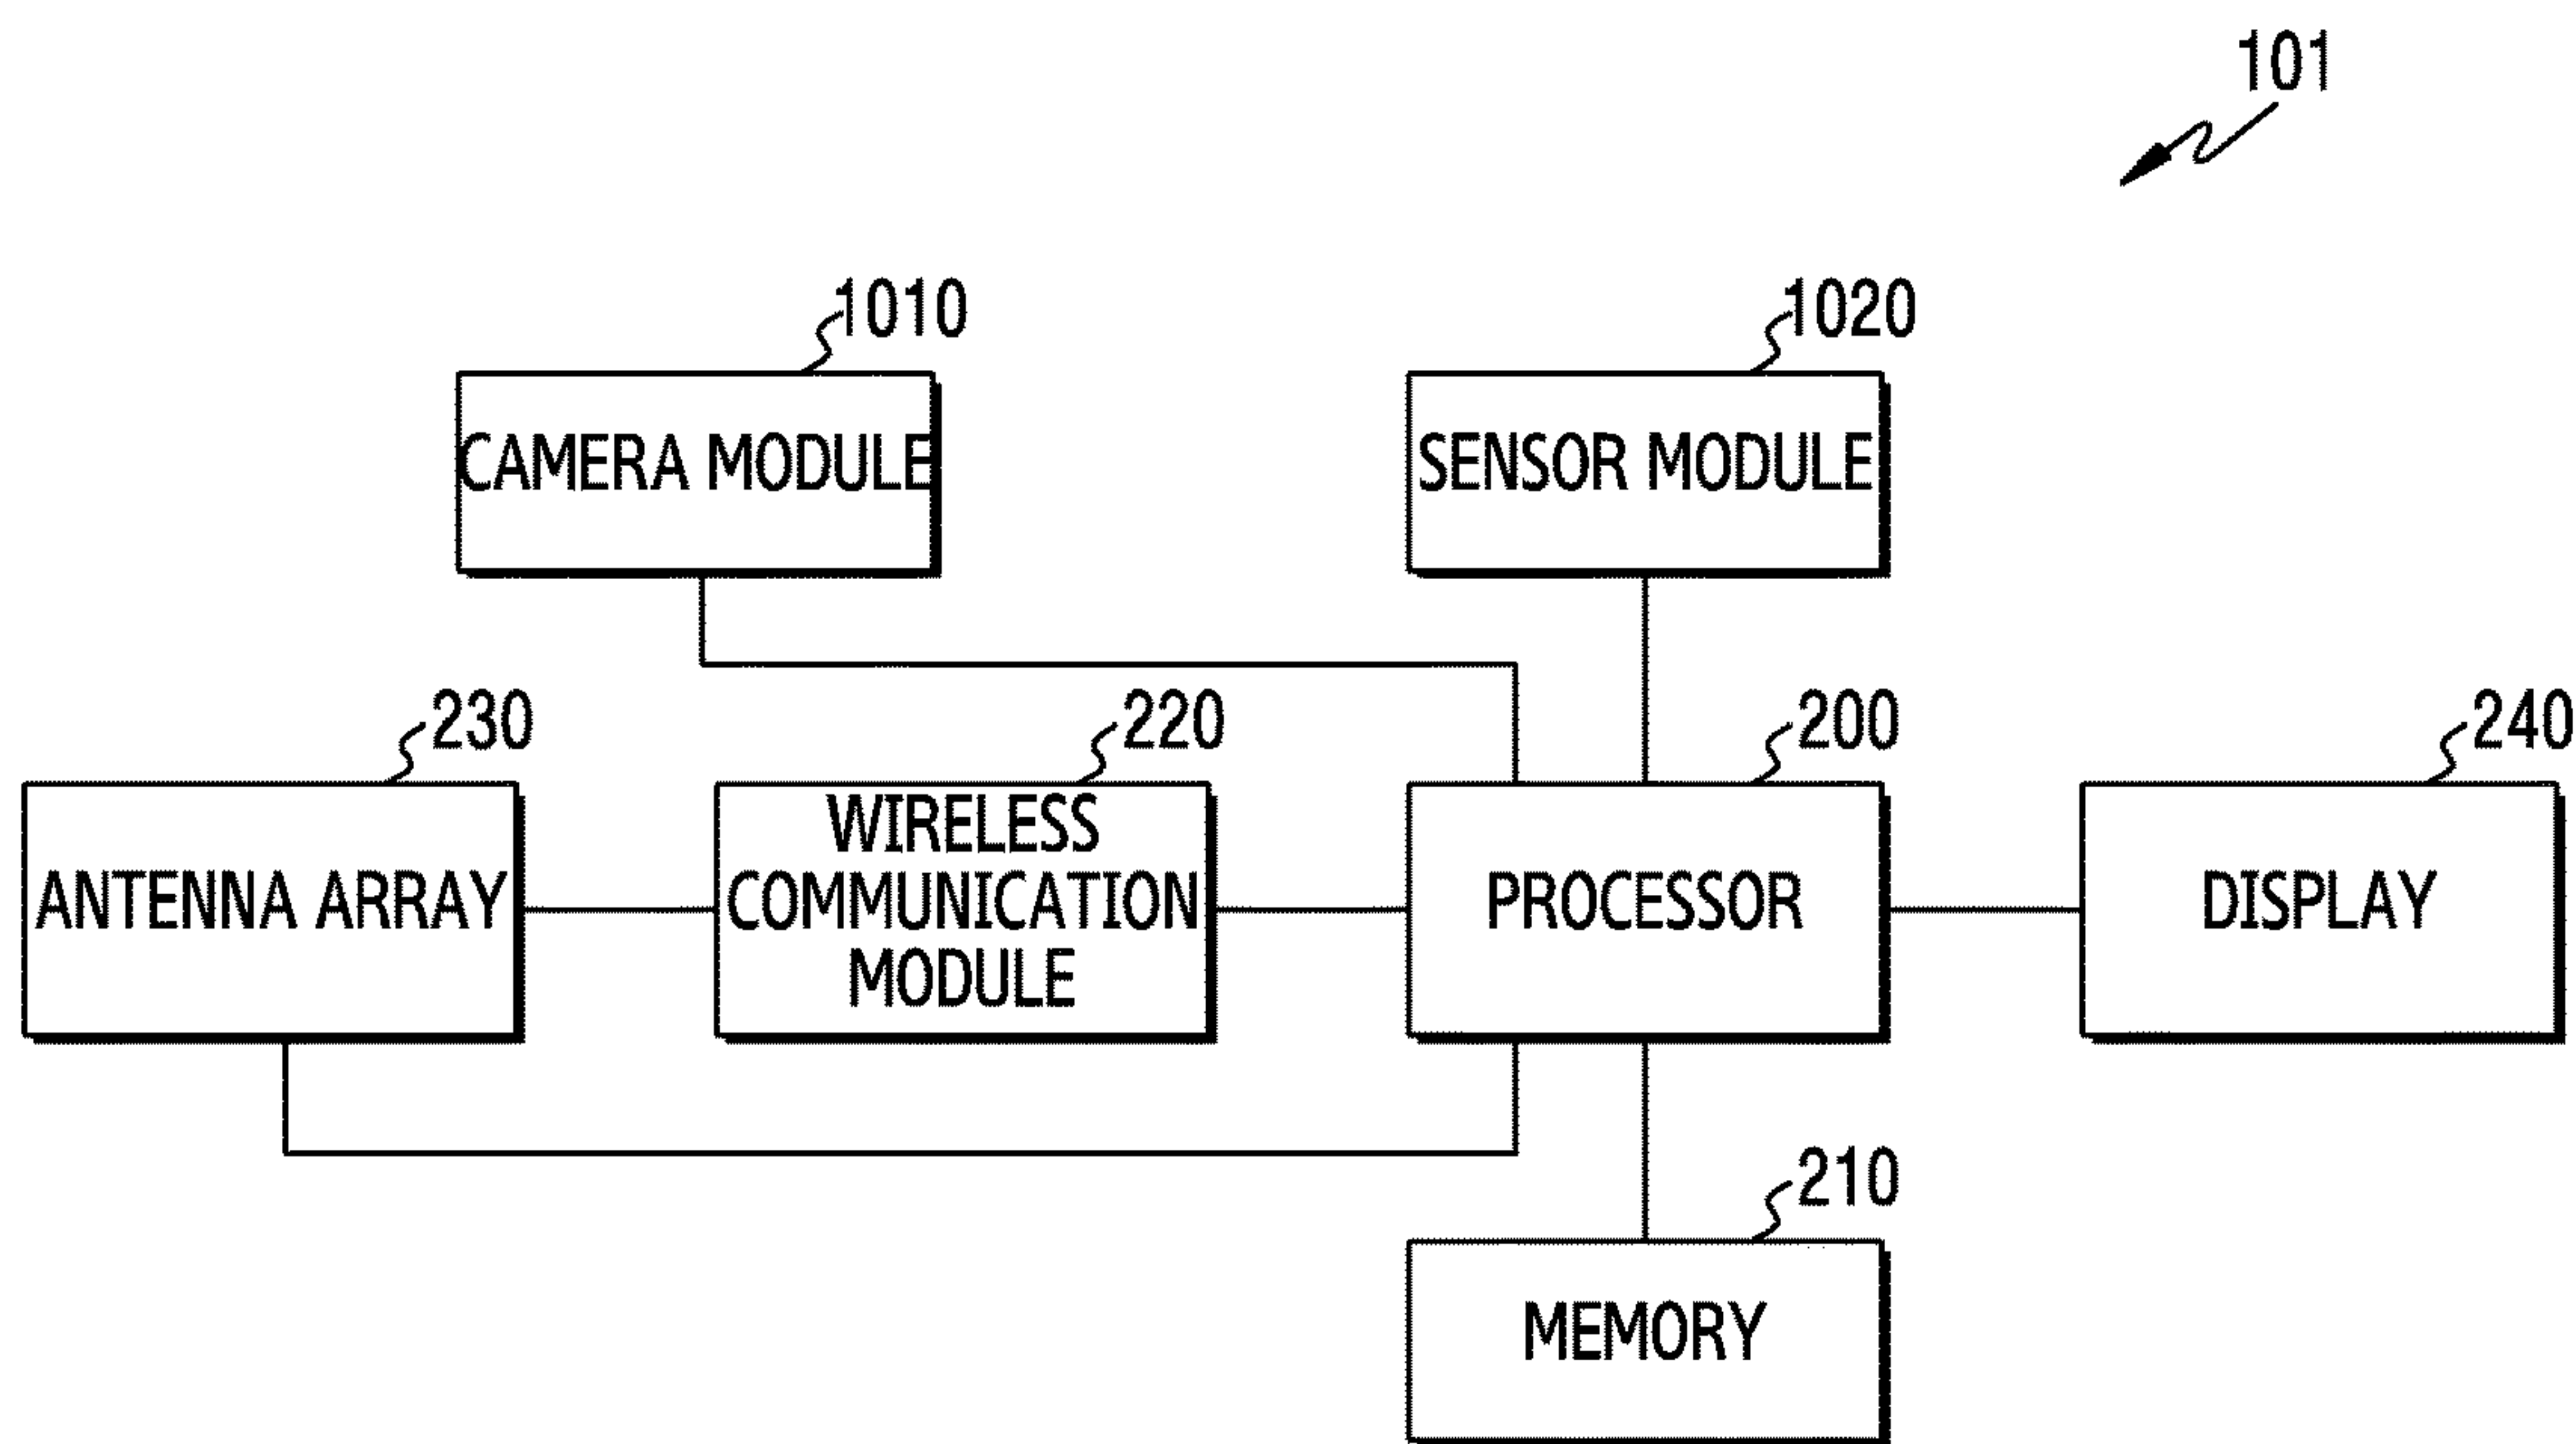 101
1010
1020
CAMERA MODULE
SENSOR MODULE
230
220
200
240
ANTENNA ARRAY
WIRELESS
COMMUNICATION
MODULE
PROCESSOR
DISPLAY
210
MEMORY